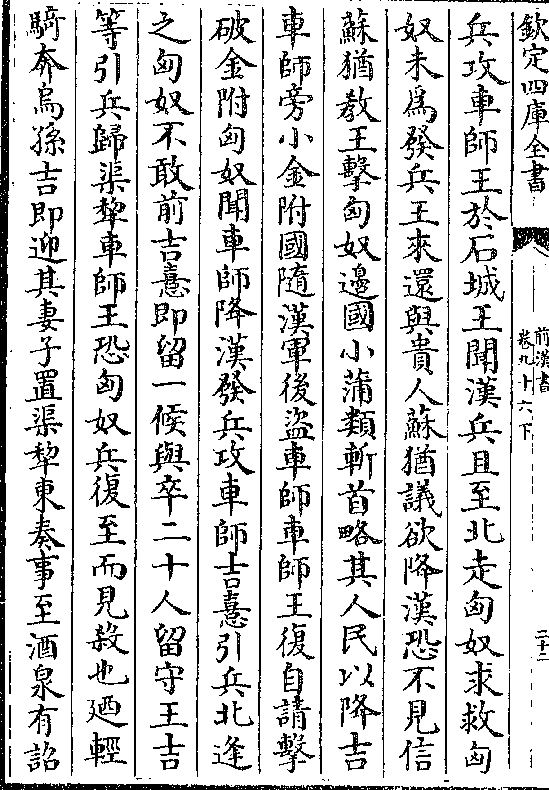 欽定四庫全書
前漢書
卷九十六下
二十二
兵攻車師王於石城王聞漢兵且至北走匈奴求救匈
奴未為發兵王來還與貴人蘇猶議欲降漢恐不見信
蘇猶教王擊匈奴邊國小蒲類斬首略其人民以降吉
車師旁小金附國隨漢軍後盜車師車師王復自請擊
破金附匈奴聞車師降漢發兵攻車師吉憙引兵北逢
之匈奴不敢前吉憙即留一候與卒二十人留守王吉
等引兵歸渠犂車師王恐匈奴兵復至而見殺也廼輕
騎奔烏孫吉即迎其妻子置渠犂東奏事至酒泉有詔